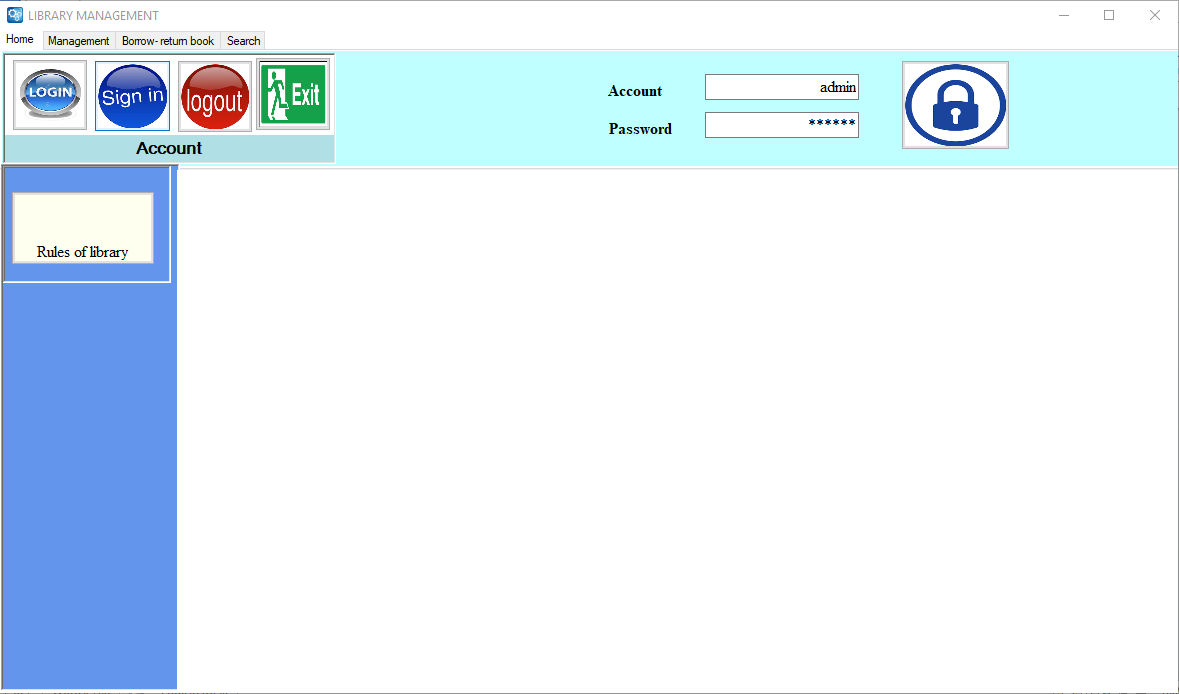 LIBRARY MANAGEMENT
Home Management Borrow- return book Search
LOGIN Sign in logout Exit
Account
Account admin
Password ******
Rules of library